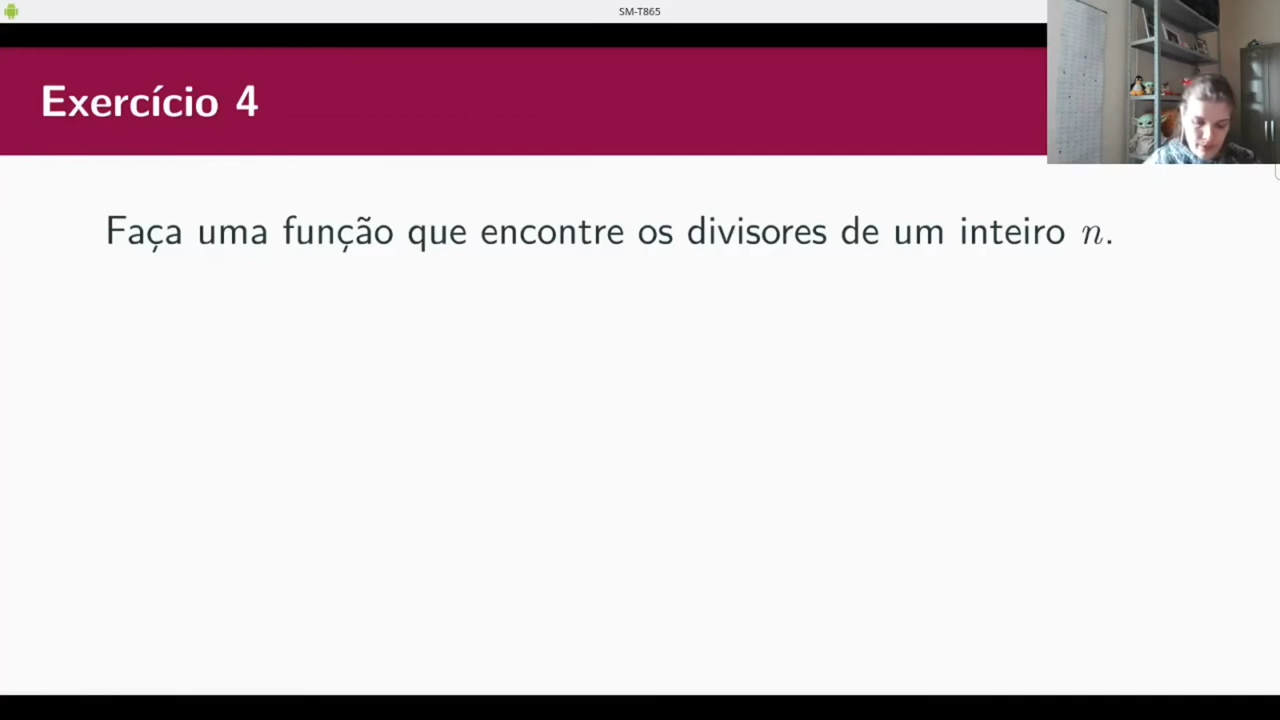 SM-T865
Exercício 4
Faça uma função que encontre os divisores de um inteiro n.